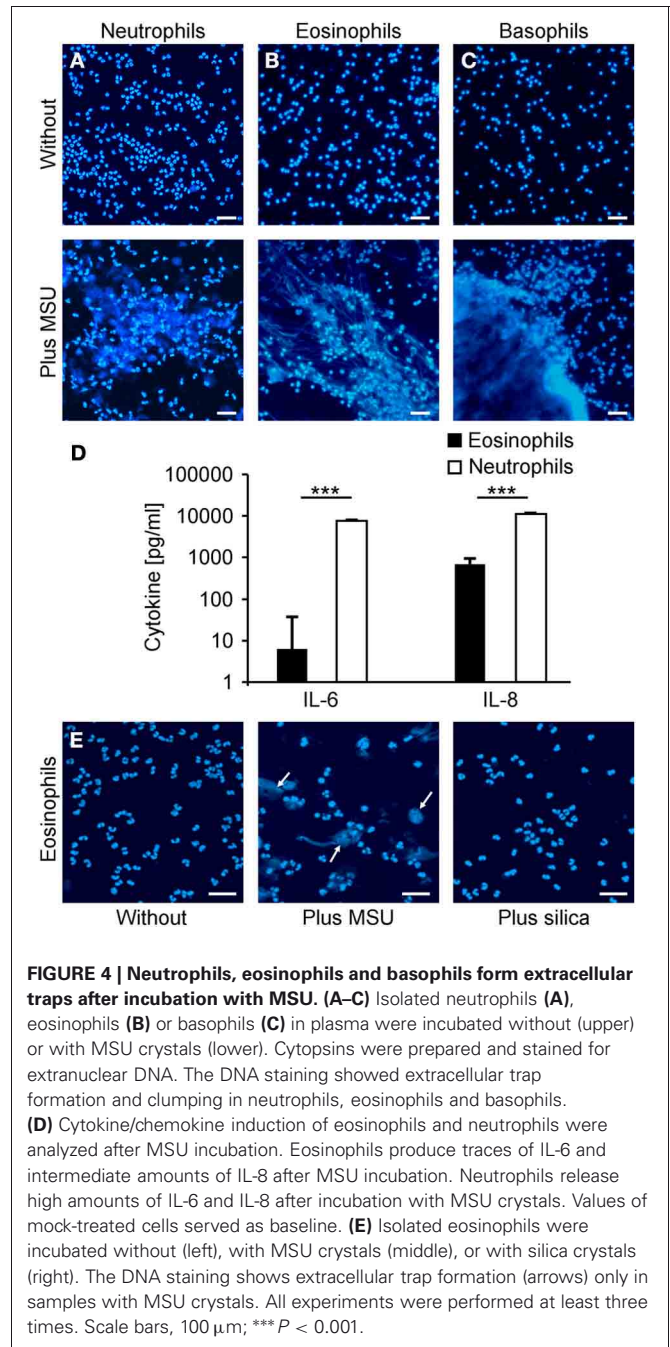 Neutrophils Eosinophils Basophils
A B C
Without
Plus MSU
D
Eosinophils
Neutrophils
Cytokine [pg/ml]
100000
10000
1000
100
10
1
*** ***
IL-6 IL-8
E
Eosinophils
Without Plus MSU Plus silica
FIGURE 4 | Neutrophils, eosinophils and basophils form extracellular
traps after incubation with MSU. (A–C) Isolated neutrophils (A),
eosinophils (B) or basophils (C) in plasma were incubated without (upper)
or with MSU crystals (lower). Cytopsins were prepared and stained for
extranuclear DNA. The DNA staining showed extracellular trap
formation and clumping in neutrophils, eosinophils and basophils.
(D) Cytokine/chemokine induction of eosinophils and neutrophils were
analyzed after MSU incubation. Eosinophils produce traces of IL-6 and
intermediate amounts of IL-8 after MSU incubation. Neutrophils release
high amounts of IL-6 and IL-8 after incubation with MSU crystals. Values of
mock-treated cells served as baseline. (E) Isolated eosinophils were
incubated without (left), with MSU crystals (middle), or with silica crystals
(right). The DNA staining shows extracellular trap formation (arrows) only in
samples with MSU crystals. All experiments were performed at least three
times. Scale bars, 100 μm; ***P < 0.001.